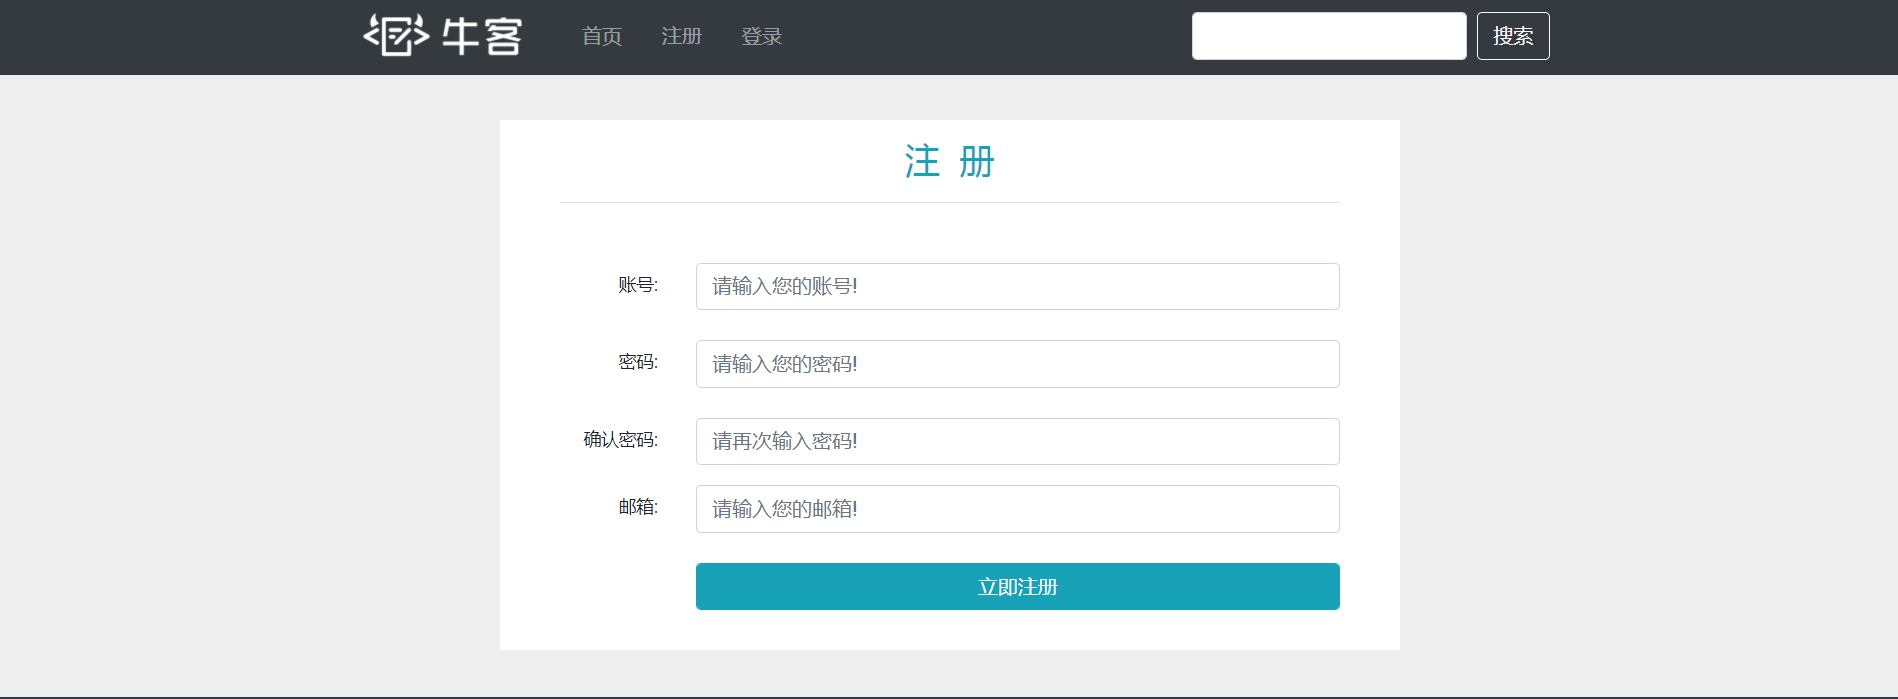 牛客 首页 注册 登录 搜索
注 册
账号: 请输入您的账号!
密码: 请输入您的密码!
确认密码: 请再次输入密码!
邮箱: 请输入您的邮箱!
立即注册